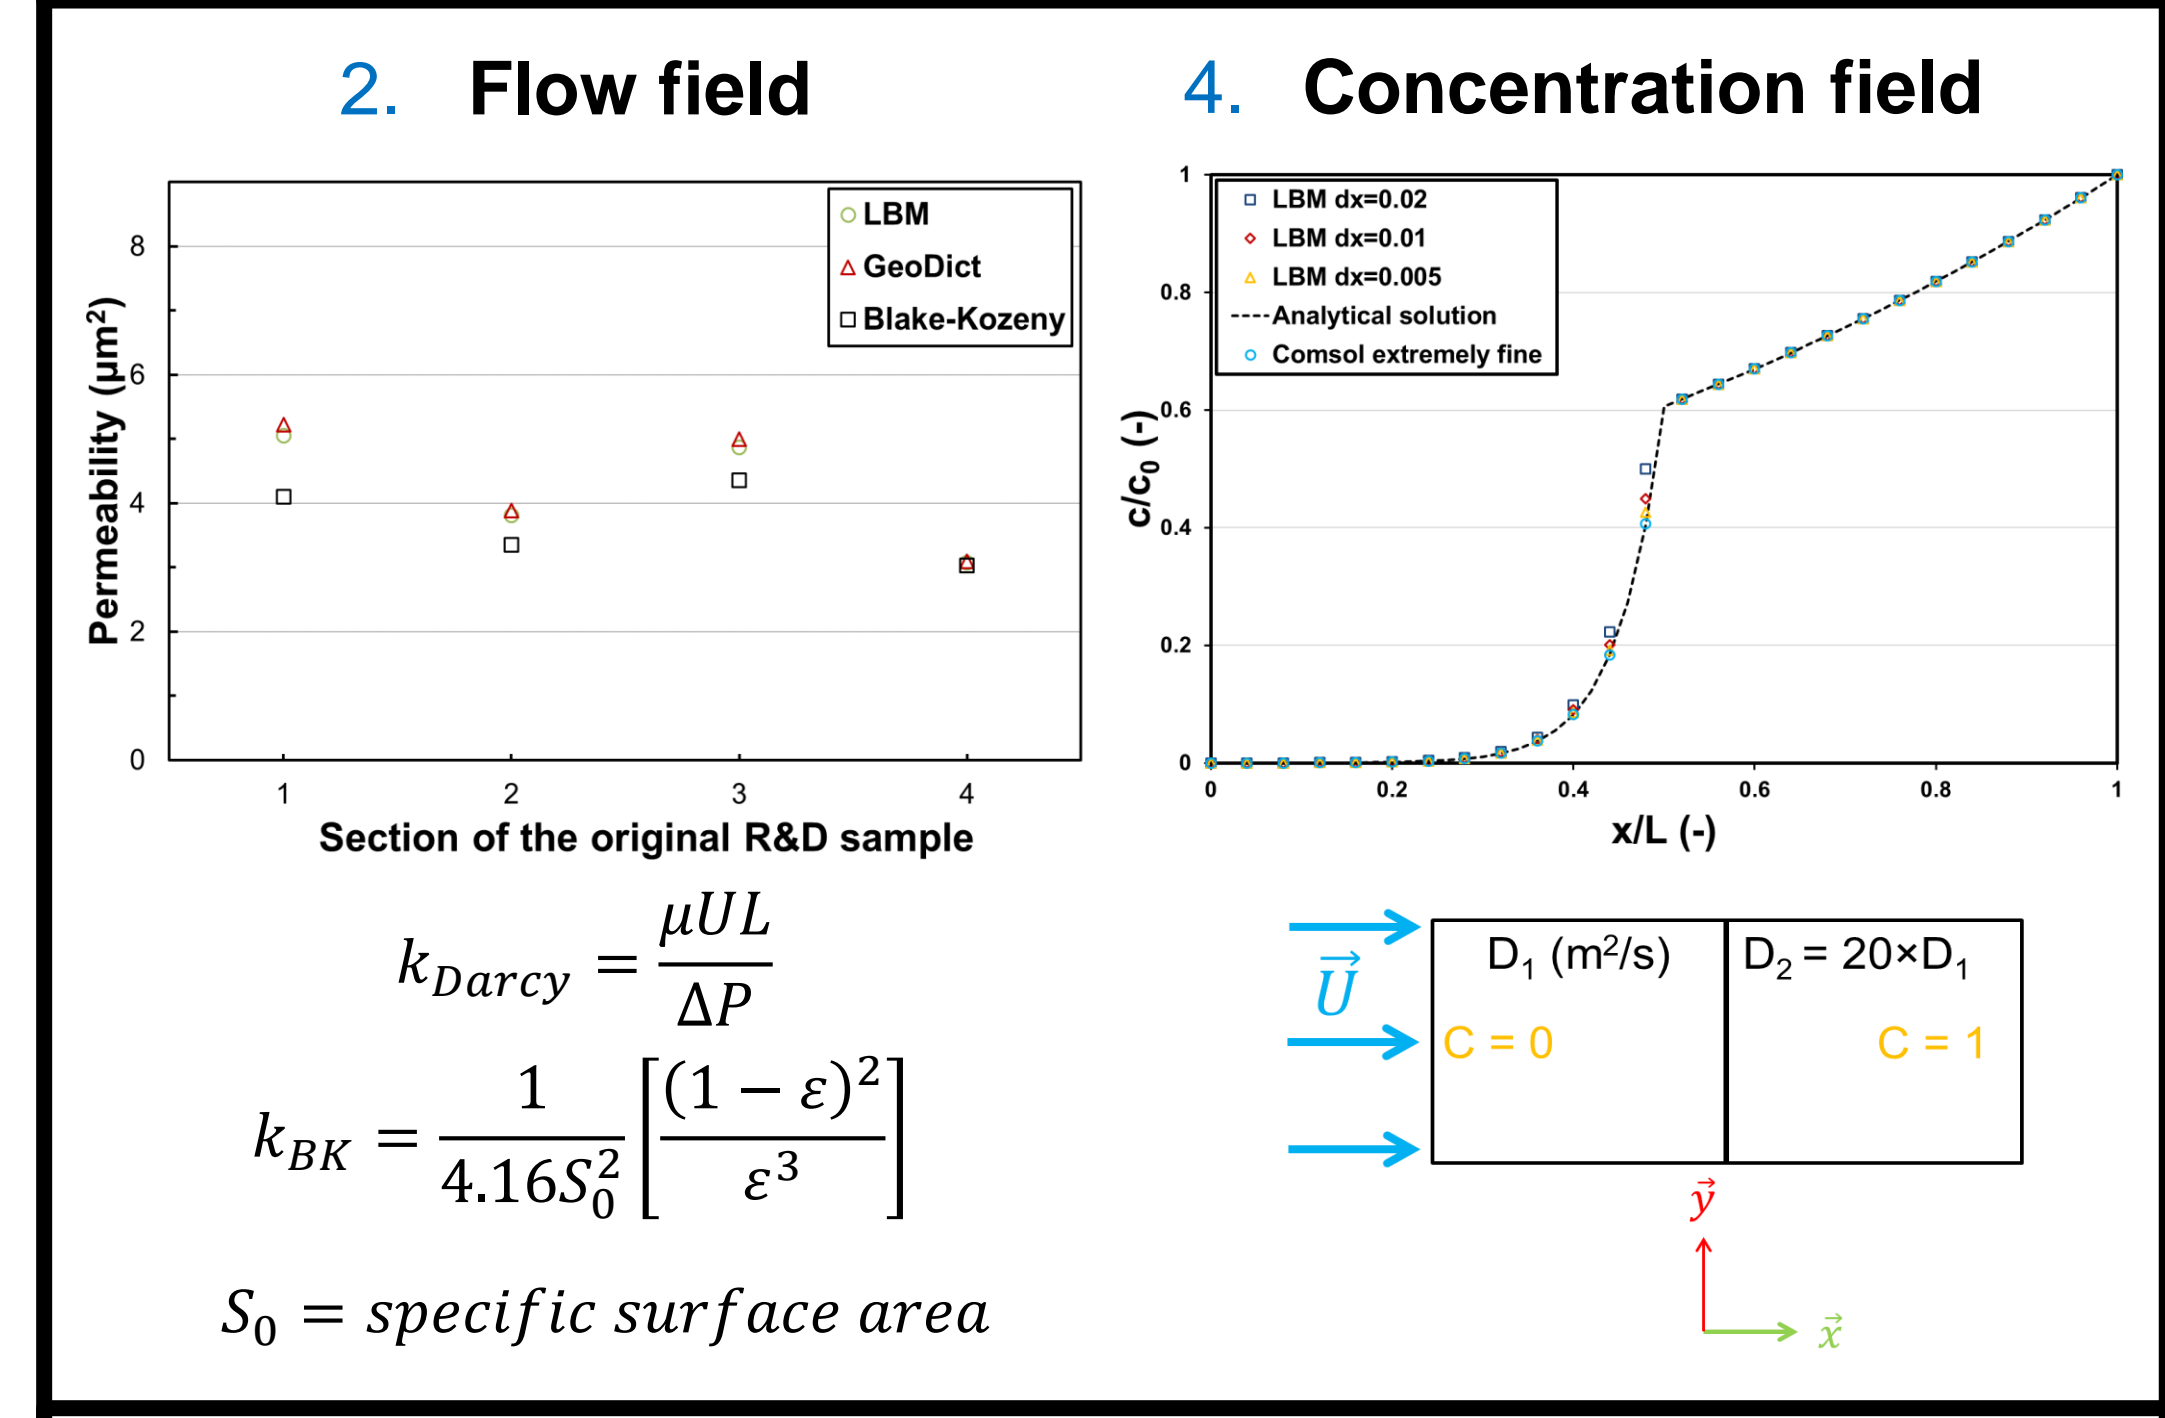 2. Flow field
8
6
4
2
0
Permeability (µm²)
LBM
GeoDict
Blake-Kozeny
1 2 3 4
Section of the original R&D sample
k_Darcy = µUL / ΔP
k_BK = 1 / 4.16S₀² [(1 − ε)² / ε³]
S₀ = specific surface area
4. Concentration field
1
0.8
0.6
0.4
0.2
0
c/c₀ (-)
LBM dx=0.02
LBM dx=0.01
LBM dx=0.005
Analytical solution
Comsol extremely fine
0 0.2 0.4 0.6 0.8 1
x/L (-)
U⃗
D₁ (m²/s) D₂ = 20×D₁
C = 0 C = 1
y⃗
x⃗